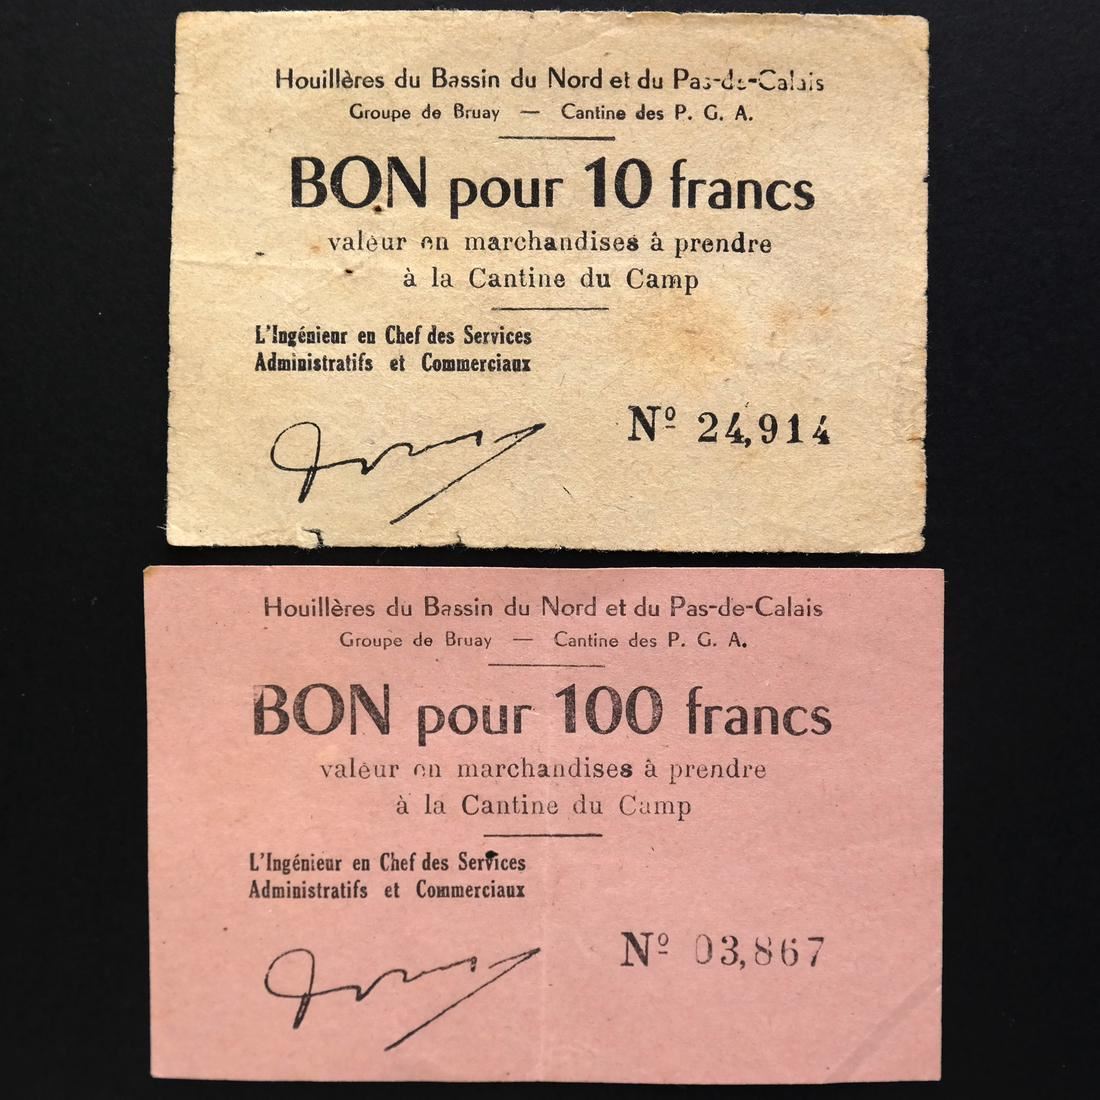 Houillères du Bassin du Nord et du Pas-de-Calais
Groupe de Bruay — Cantine des P. G. A.
BON pour 10 francs
valeur en marchandises à prendre
à la Cantine du Camp
L'Ingénieur en Chef des Services
Administratifs et Commerciaux
Nº 24,914
Houillères du Bassin du Nord et du Pas-de-Calais
Groupe de Bruay — Cantine des P. G. A.
BON pour 100 francs
valeur en marchandises à prendre
à la Cantine du Camp
L'Ingénieur en Chef des Services
Administratifs et Commerciaux
Nº 03,867